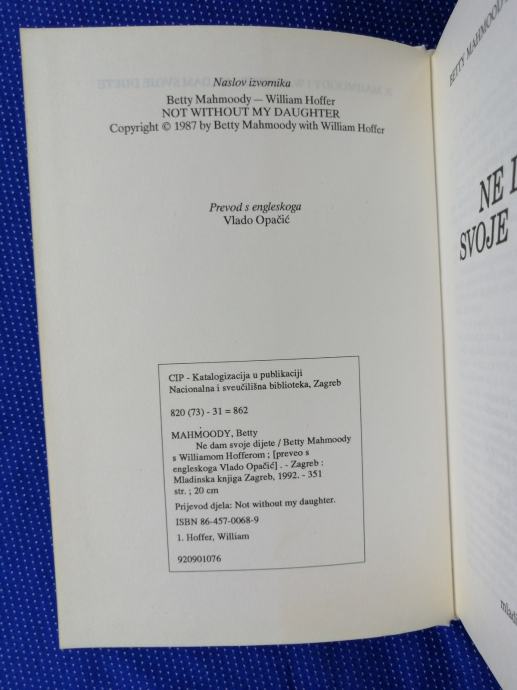 Naslov izvornika
Betty Mahmoody — William Hoffer
NOT WITHOUT MY DAUGHTER
Copyright © 1987 by Betty Mahmoody with William Hoffer
Prevod s engleskoga
Vlado Opačić
CIP - Katalogizacija u publikaciji
Nacionalna i sveučilišna biblioteka, Zagreb
820 (73) - 31 = 862
MAHMOODY, Betty
Ne dam svoje dijete / Betty Mahmoody
s Williamom Hofferom ; [preveo s
engleskoga Vlado Opačić] . - Zagreb :
Mladinska knjiga Zagreb, 1992. - 351
str. ; 20 cm
Prijevod djela: Not without my daughter.
ISBN 86-457-0068-9
1. Hoffer, William
920901076
BETTY MAHMOODY
NE
SVOJE